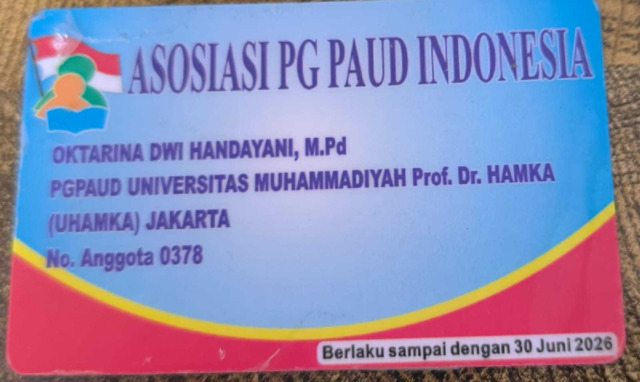 ASOSIASI PG PAUD INDONESIA
OKTARINA DWI HANDAYANI, M.Pd
PGPAUD UNIVERSITAS MUHAMMADIYAH Prof. Dr. HAMKA
(UHAMKA) JAKARTA
No. Anggota 0378
Berlaku sampai dengan 30 Juni 2026